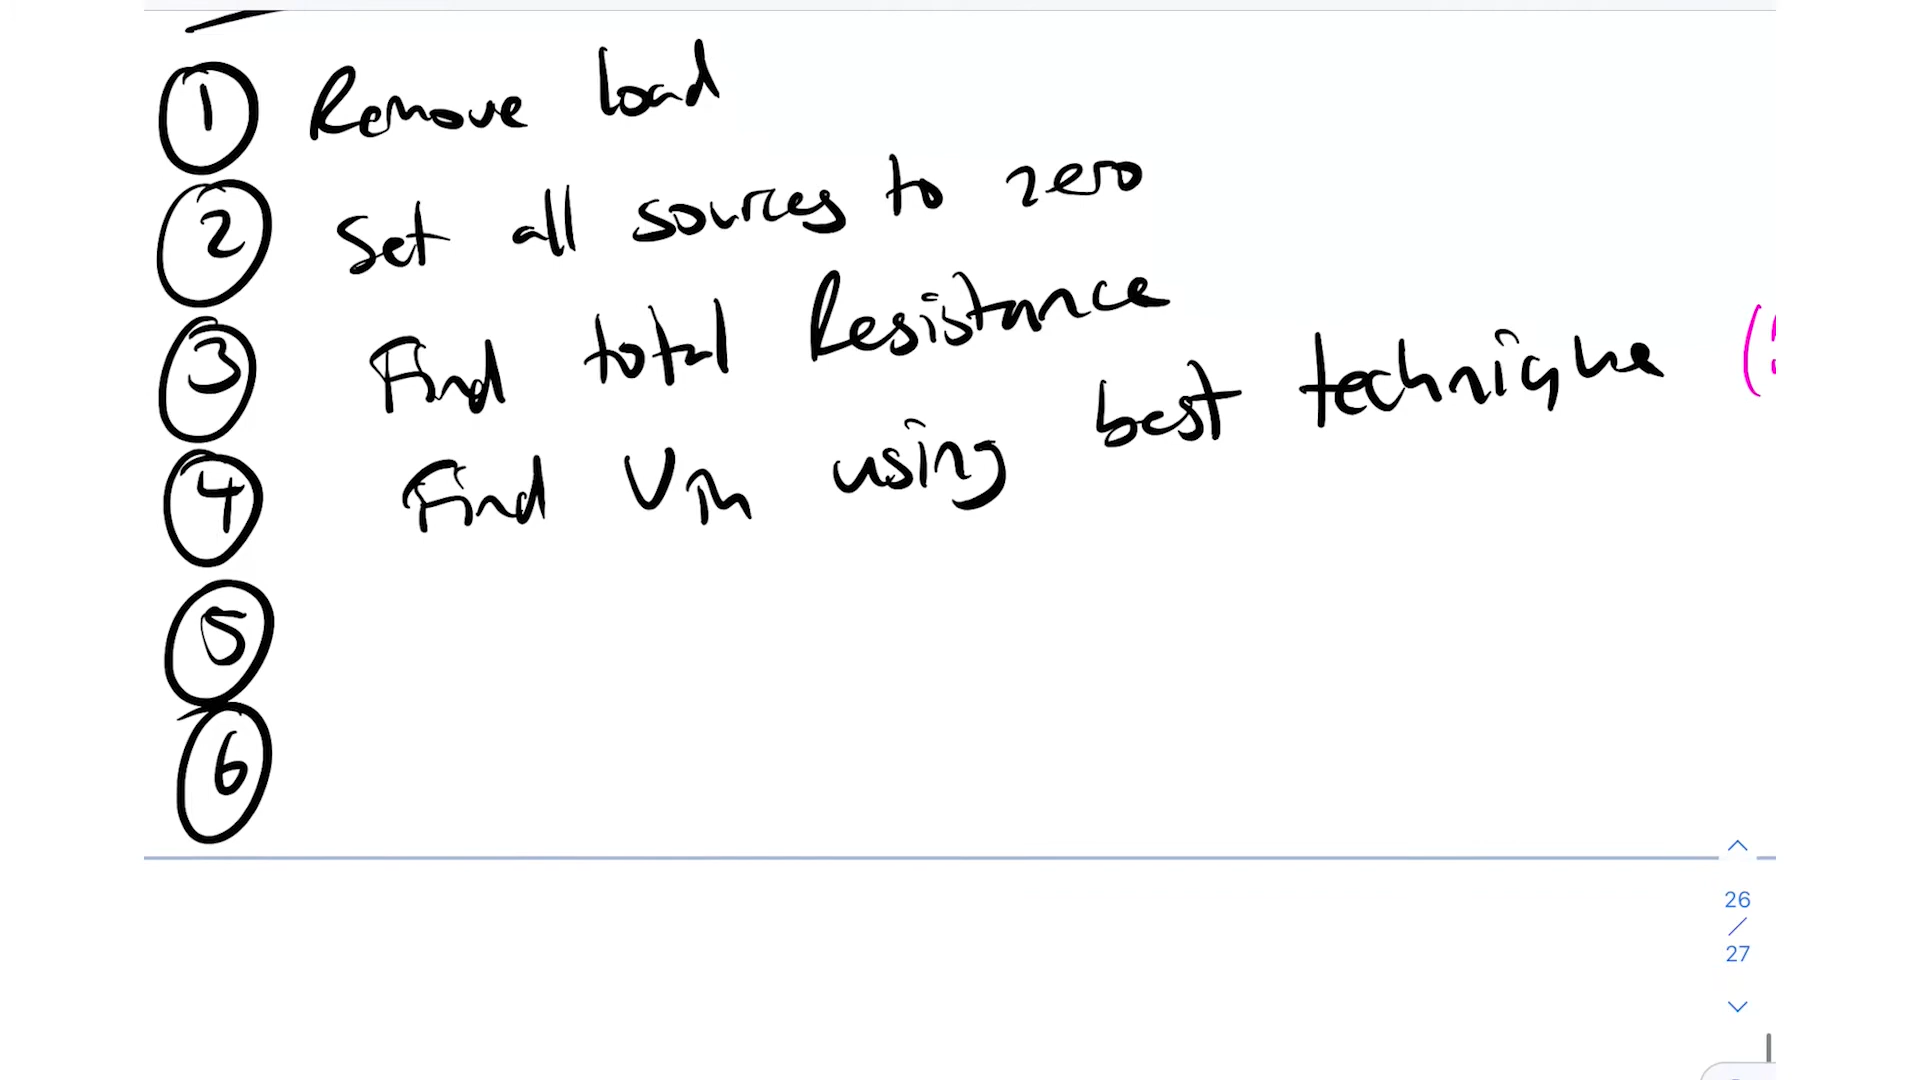 1 Remove load
2 Set all sources to zero
3 Find total Resistance
4 Find VTh using best technique (
5
6
26
/
27